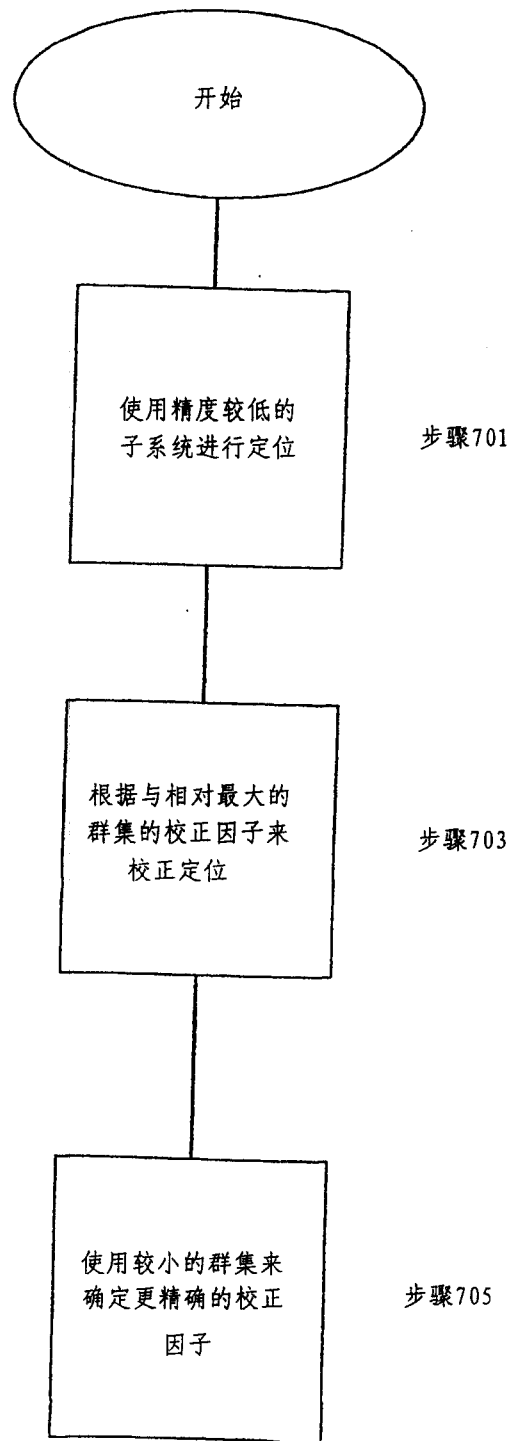 开始
使用精度较低的
子系统进行定位
步骤701
根据与相对最大的
群集的校正因子来
校正定位
步骤703
使用较小的群集来
确定更精确的校正
因子
步骤705